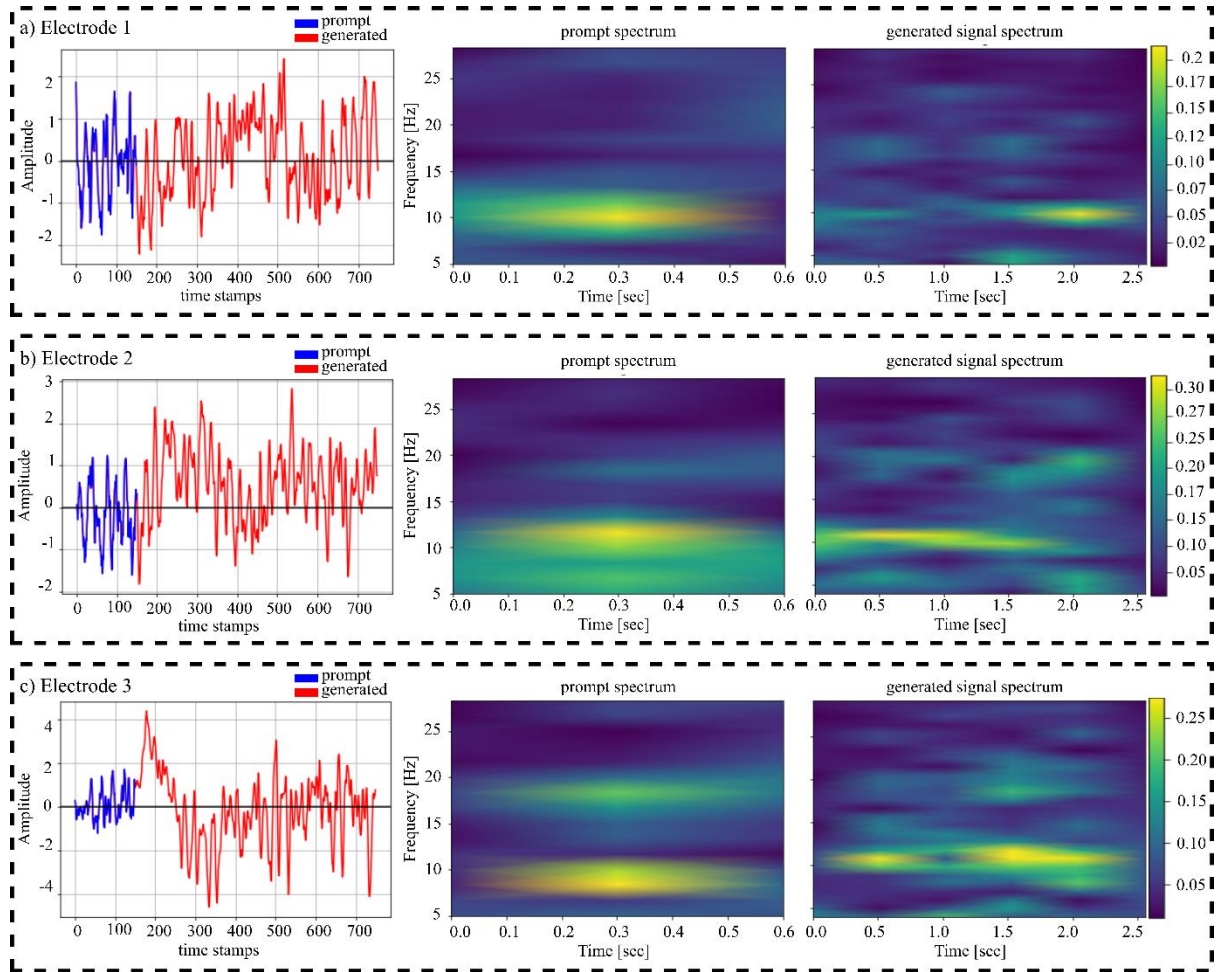 a) Electrode 1
prompt
generated
prompt spectrum
generated signal spectrum
Amplitude
2
1
0
-1
-2
0 100 200 300 400 500 600 700
time stamps
Frequency [Hz]
25
20
15
10
5
0.0 0.1 0.2 0.3 0.4 0.5 0.6
Time [sec]
Frequency [Hz]
0.0 0.5 1.0 1.5 2.0 2.5
Time [sec]
0.2
0.17
0.15
0.12
0.10
0.07
0.05
0.02
b) Electrode 2
prompt
generated
prompt spectrum
generated signal spectrum
Amplitude
3
2
1
0
-1
-2
0 100 200 300 400 500 600 700
time stamps
Frequency [Hz]
25
20
15
10
5
0.0 0.1 0.2 0.3 0.4 0.5 0.6
Time [sec]
Frequency [Hz]
0.0 0.5 1.0 1.5 2.0 2.5
Time [sec]
0.30
0.27
0.25
0.20
0.17
0.15
0.10
0.05
c) Electrode 3
prompt
generated
prompt spectrum
generated signal spectrum
Amplitude
4
2
0
-2
-4
0 100 200 300 400 500 600 700
time stamps
Frequency [Hz]
25
20
15
10
5
0.0 0.1 0.2 0.3 0.4 0.5 0.6
Time [sec]
Frequency [Hz]
0.0 0.5 1.0 1.5 2.0 2.5
Time [sec]
0.25
0.20
0.15
0.10
0.05